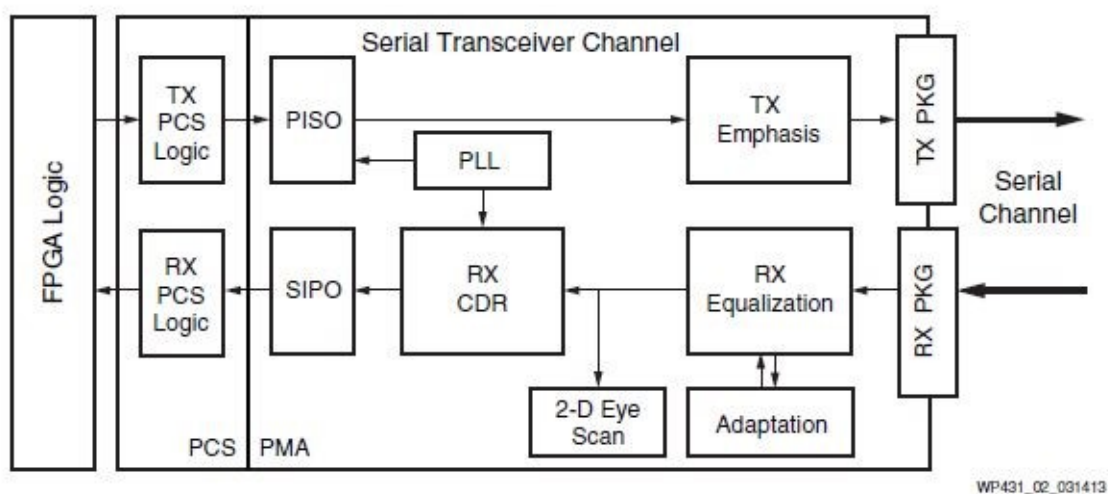 Serial Transceiver Channel
FPGA Logic
TX
PCS
Logic
PISO
PLL
TX
Emphasis
TX PKG
Serial
Channel
RX
PCS
Logic
SIPO
RX
CDR
RX
Equalization
RX PKG
2-D Eye
Scan
Adaptation
PCS
PMA
WP431_02_031413